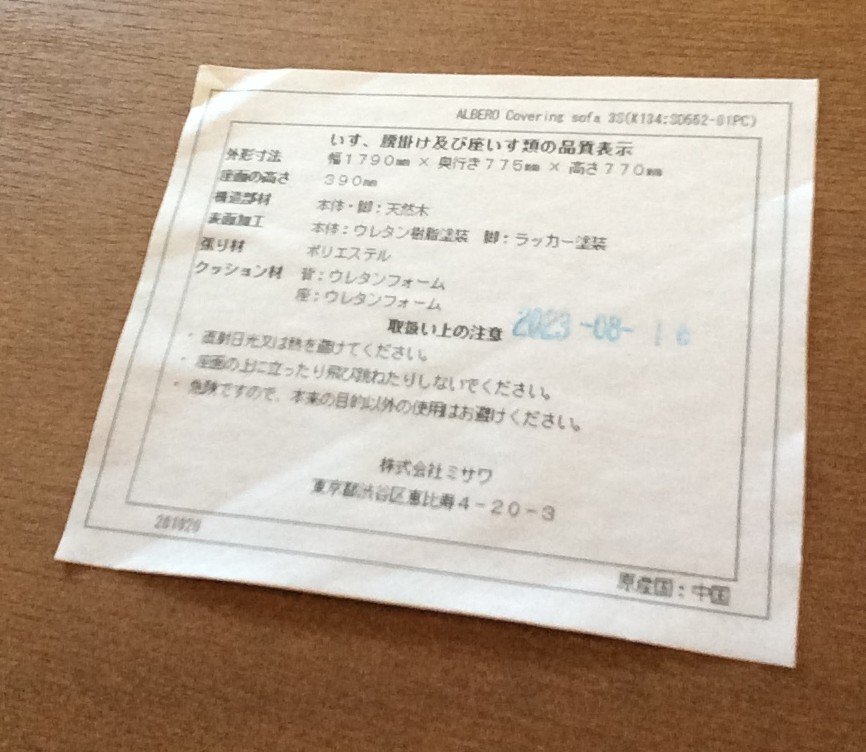 ALBERO Covering sofa 3S(K134:SD552-01PC)
いす、腰掛け及び座いす類の品質表示
外形寸法 幅1790mm × 奥行き775mm × 高さ770mm
座面の高さ 390mm
構造部材 本体・脚:天然木
表面加工 本体:ウレタン樹脂塗装 脚:ラッカー塗装
張り材 ポリエステル
クッション材 背:ウレタンフォーム
座:ウレタンフォーム
取扱い上の注意 2023-08-16
・ 直射日光又は熱を避けてください。
・ 座面の上に立ったり飛び跳ねたりしないでください。
・ 危険ですので、本来の目的以外の使用はお避けください。
株式会社ミサワ
東京都渋谷区恵比寿4-20-3
原産国:中国